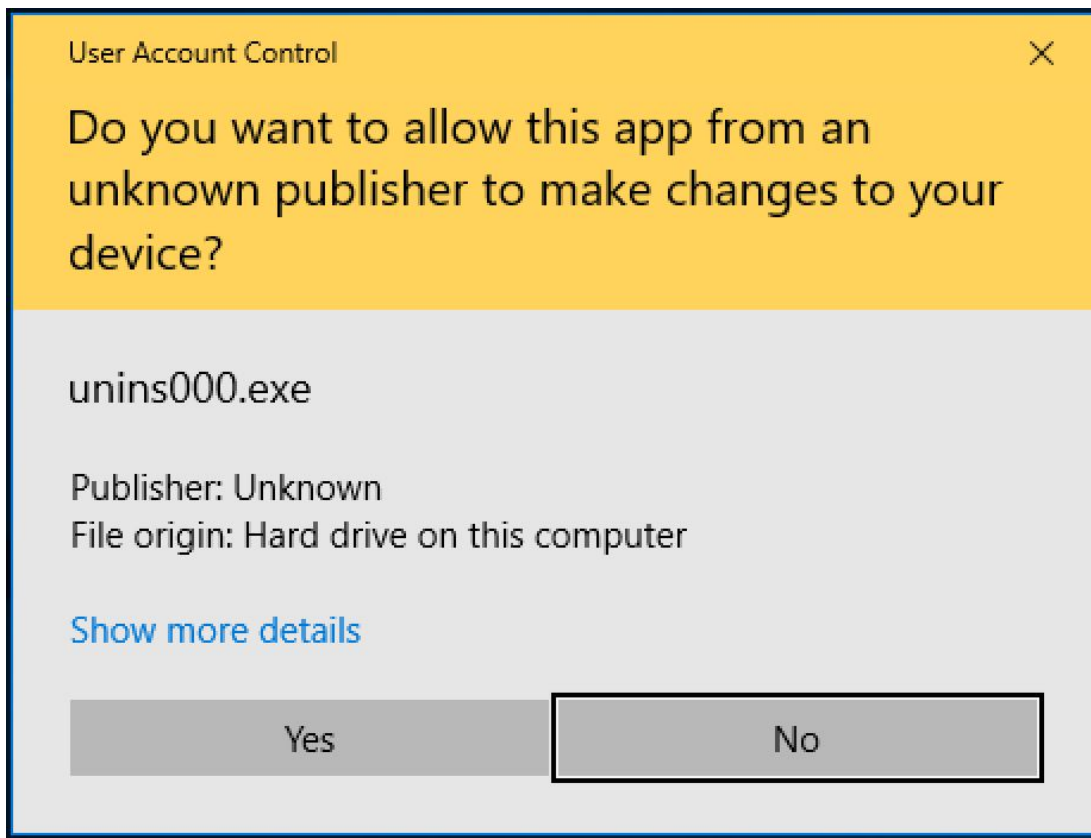 User Account Control
Do you want to allow this app from an
unknown publisher to make changes to your
device?
unins000.exe
Publisher: Unknown
File origin: Hard drive on this computer
Show more details
Yes
No